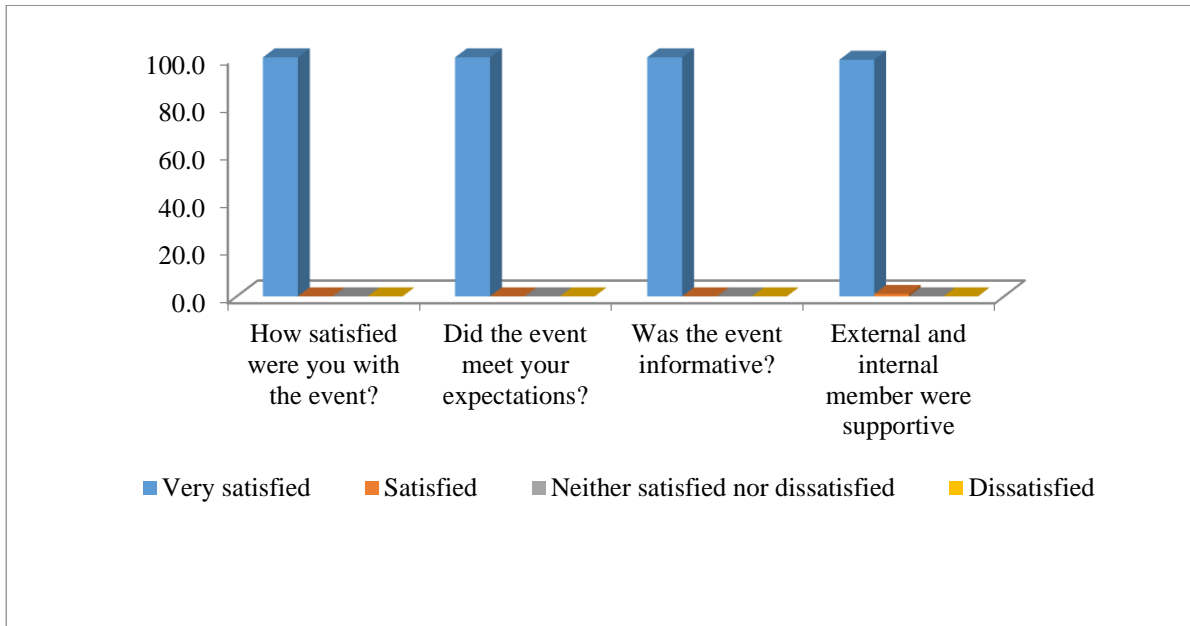 100.0
80.0
60.0
40.0
20.0
0.0
How satisfied
were you with
the event?
Did the event
meet your
expectations?
Was the event
informative?
External and
internal
member were
supportive
Very satisfied
Satisfied
Neither satisfied nor dissatisfied
Dissatisfied